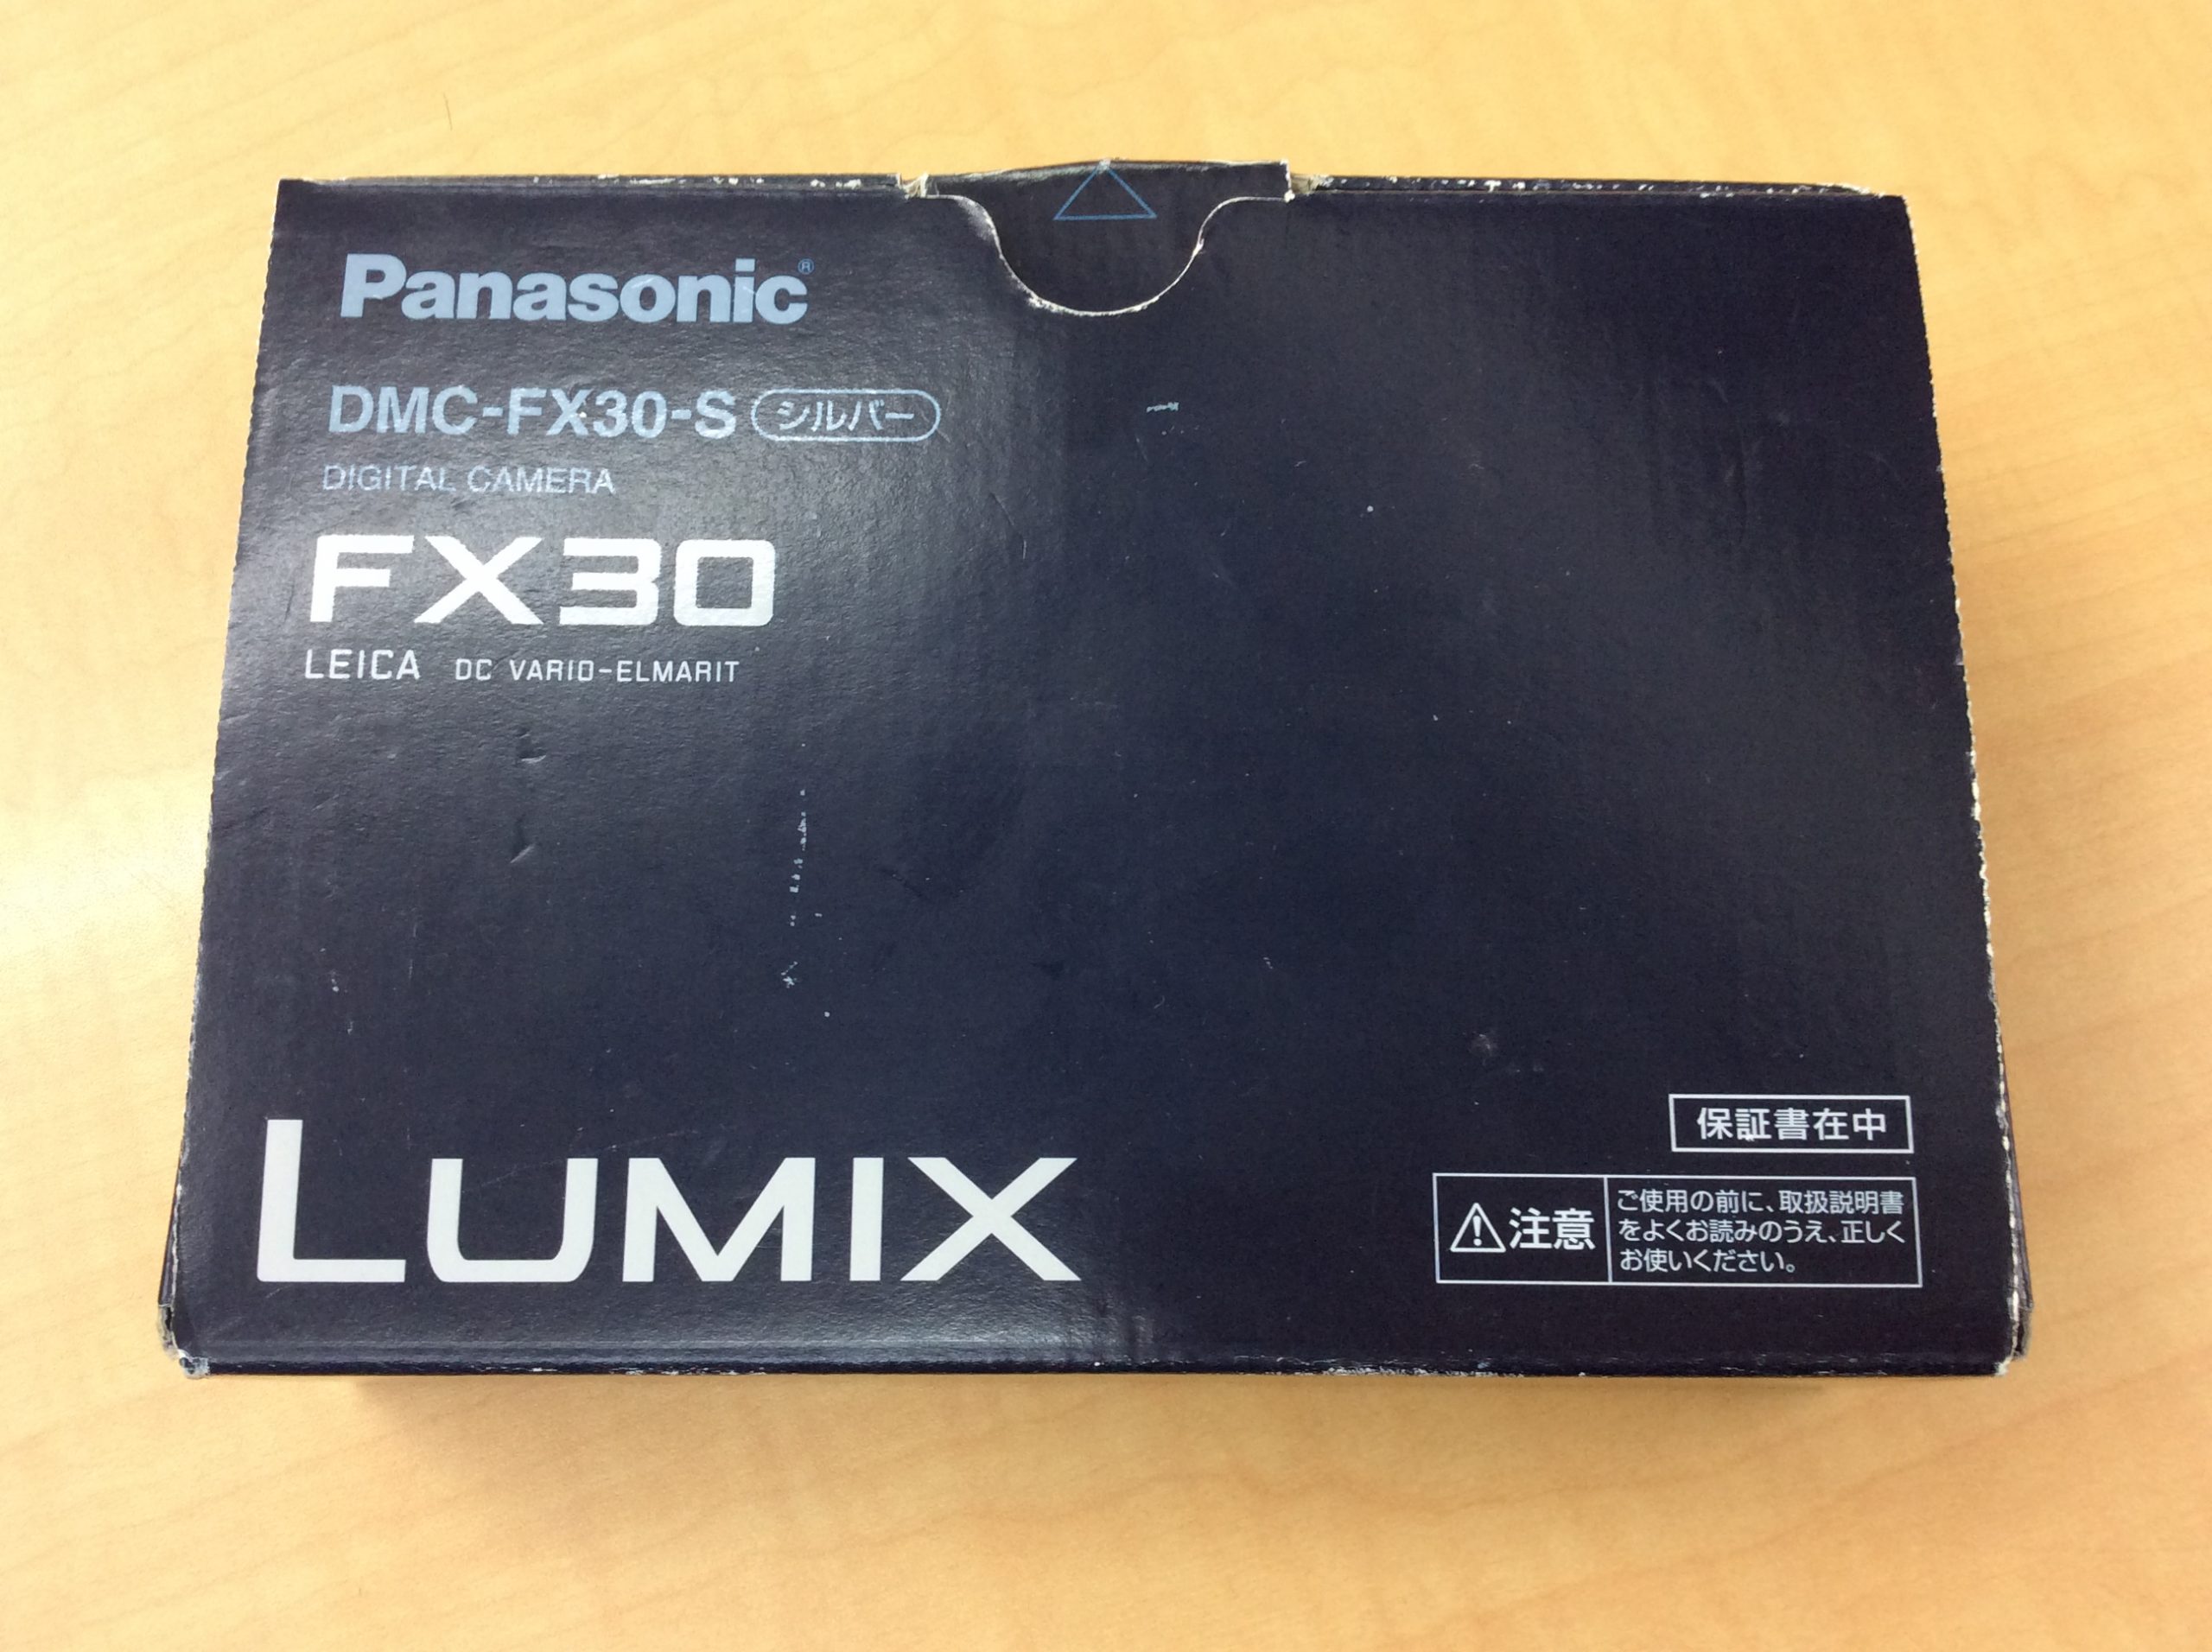 Panasonic®
DMC-FX30-S シルバー
DIGITAL CAMERA
FX30
LEICA DC VARIO-ELMARIT
LUMIX
保証書在中
注意
ご使用の前に、取扱説明書
をよくお読みのうえ、正しく
お使いください。